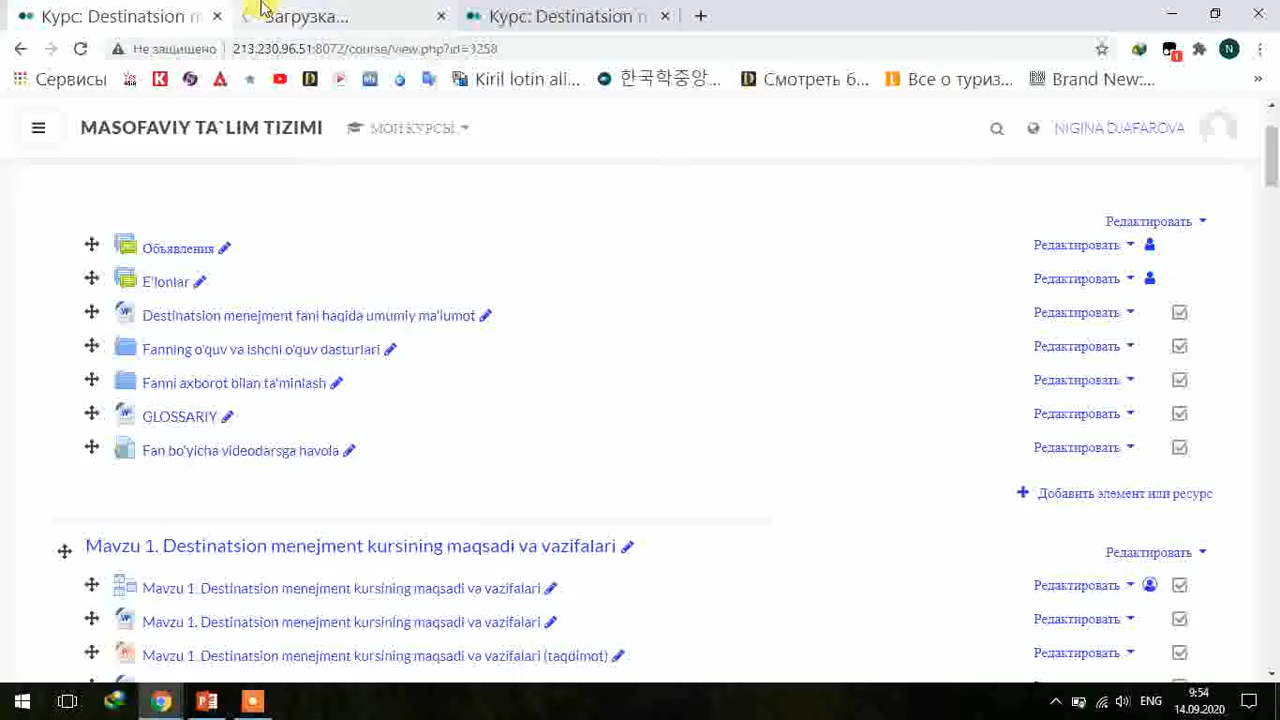 Курс: Destinatsion m
Загрузка...
Курс: Destinatsion n
Не защищено
213.230.96.51:8072/course/view.php?id=3258
N
Сервисы
Kiril lotin ali...
한국학중앙...
Смотреть б...
Все о туриз...
Brand New:...
MASOFAVIY TA`LIM TIZIMI
МОИ КУРСЫ
NIGINA DJAFAROVA
Редактировать
Объявления
Редактировать
E'lonlar
Редактировать
Destinatsion menejment fani haqida umumiy ma'lumot
Редактировать
Fanning o'quv va ishchi o'quv dasturlari
Редактировать
Fanni axborot bilan ta'minlash
Редактировать
GLOSSARIY
Редактировать
Fan bo'yicha videodarsga havola
Редактировать
Добавить элемент или ресурс
Mavzu 1. Destinatsion menejment kursining maqsadi va vazifalari
Редактировать
Mavzu 1. Destinatsion menejment kursining maqsadi va vazifalari
Редактировать
Mavzu 1. Destinatsion menejment kursining maqsadi va vazifalari
Редактировать
Mavzu 1. Destinatsion menejment kursining maqsadi va vazifalari (taqdimot)
Редактировать
ENG
9:54
14.09.2020